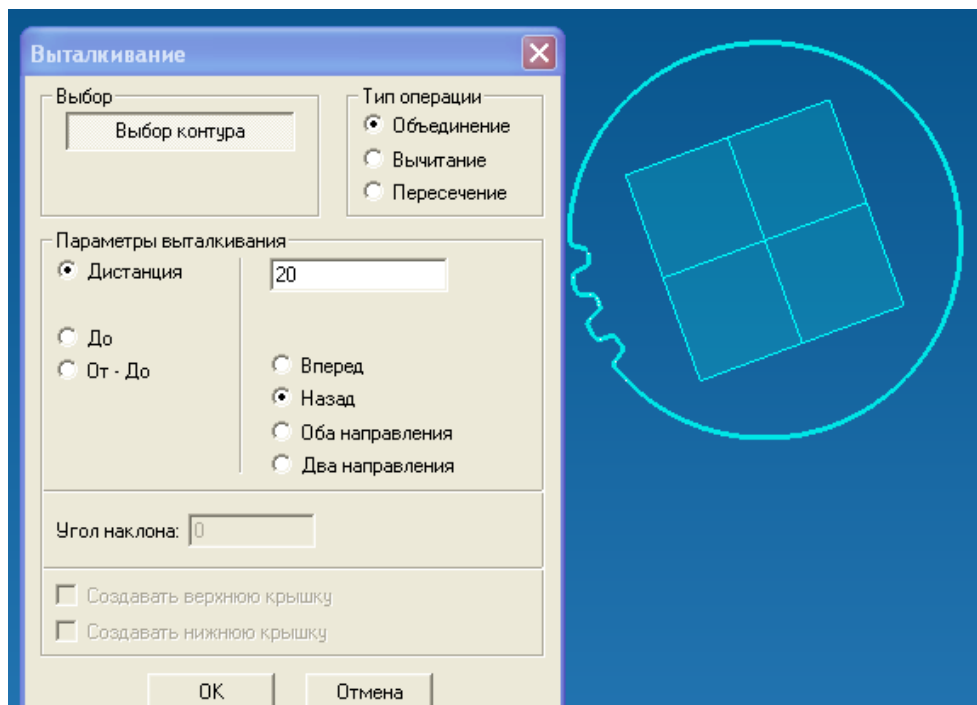 Выталкивание
Выбор
Выбор контура
Тип операции
Объединение
Вычитание
Пересечение
Параметры выталкивания
Дистанция
20
До
От - До
Вперед
Назад
Оба направления
Два направления
Угол наклона: 0
Создавать верхнюю крышку
Создавать нижнюю крышку
OK
Отмена